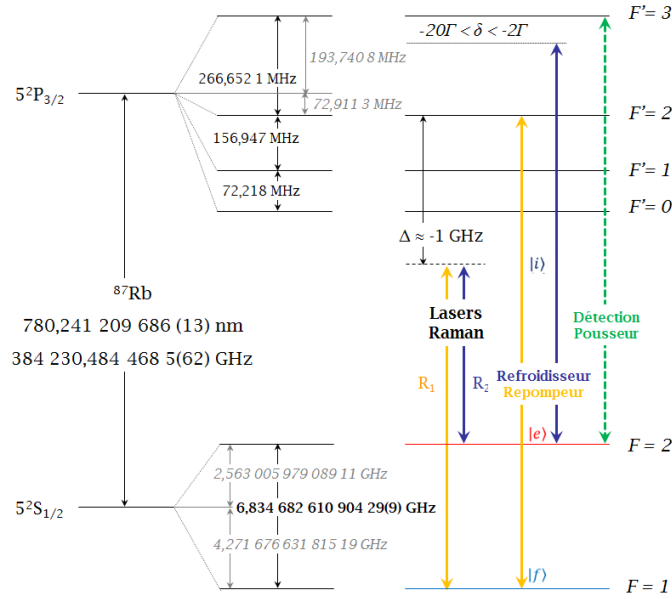 -20Γ < δ < -2Γ
F'= 3
193,740 8 MHz
266,652 1 MHz
5²P3/2
72,911 3 MHz
F'= 2
156,947 MHz
F'= 1
72,218 MHz
F'= 0
Δ ≈ -1 GHz
|i⟩
⁸⁷Rb
780,241 209 686 (13) nm
384 230,484 468 5(62) GHz
Lasers
Raman
Détection
Pousseur
R₁
R₂
Refroidisseur
Repompeur
|e⟩
F = 2
2,563 005 979 089 11 GHz
5²S1/2
6,834 682 610 904 29(9) GHz
4,271 676 631 815 19 GHz
|f⟩
F = 1